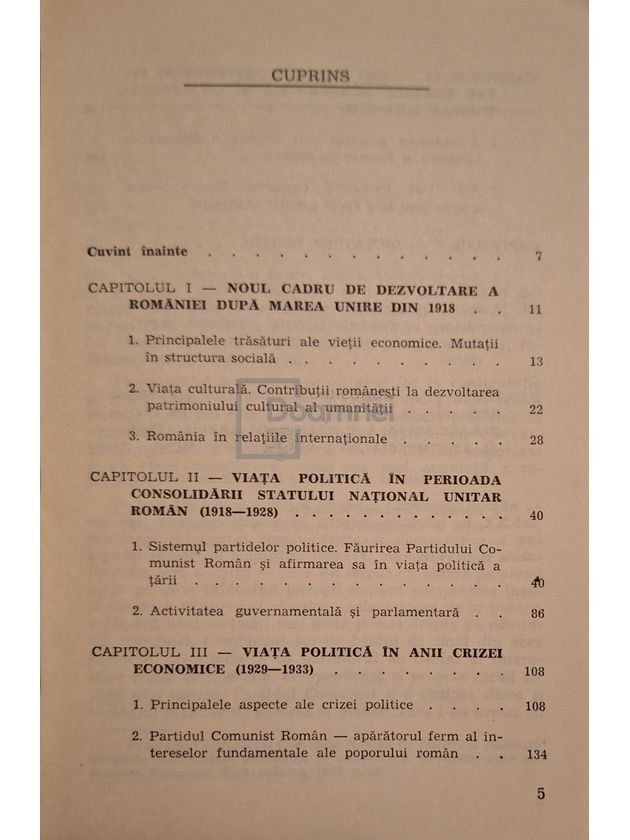 CUPRINS
Cuvînt înainte . . . . . . . . . . . . . 7
CAPITOLUL I — NOUL CADRU DE DEZVOLTARE A
ROMÂNIEI DUPĂ MAREA UNIRE DIN 1918 . . 11
1. Principalele trăsături ale vieții economice. Mutații
în structura socială . . . . . . . . . . 13
2. Viața culturală. Contribuții românești la dezvoltarea
patrimoniului cultural al umanității . . . . . 22
3. România în relațiile internaționale . . . . . 28
CAPITOLUL II — VIAȚA POLITICĂ ÎN PERIOADA
CONSOLIDĂRII STATULUI NAȚIONAL UNITAR
ROMÂN (1918—1928) . . . . . . . . . . . . 40
1. Sistemul partidelor politice. Făurirea Partidului Co-
munist Român și afirmarea sa în viața politică a
țării . . . . . . . . . . . . . . 40
2. Activitatea guvernamentală și parlamentară . . 86
CAPITOLUL III — VIAȚA POLITICĂ ÎN ANII CRIZEI
ECONOMICE (1929—1933) . . . . . . . . 108
1. Principalele aspecte ale crizei politice . . . . 108
2. Partidul Comunist Român — apărătorul ferm al in-
tereselor fundamentale ale poporului român . . 134
5